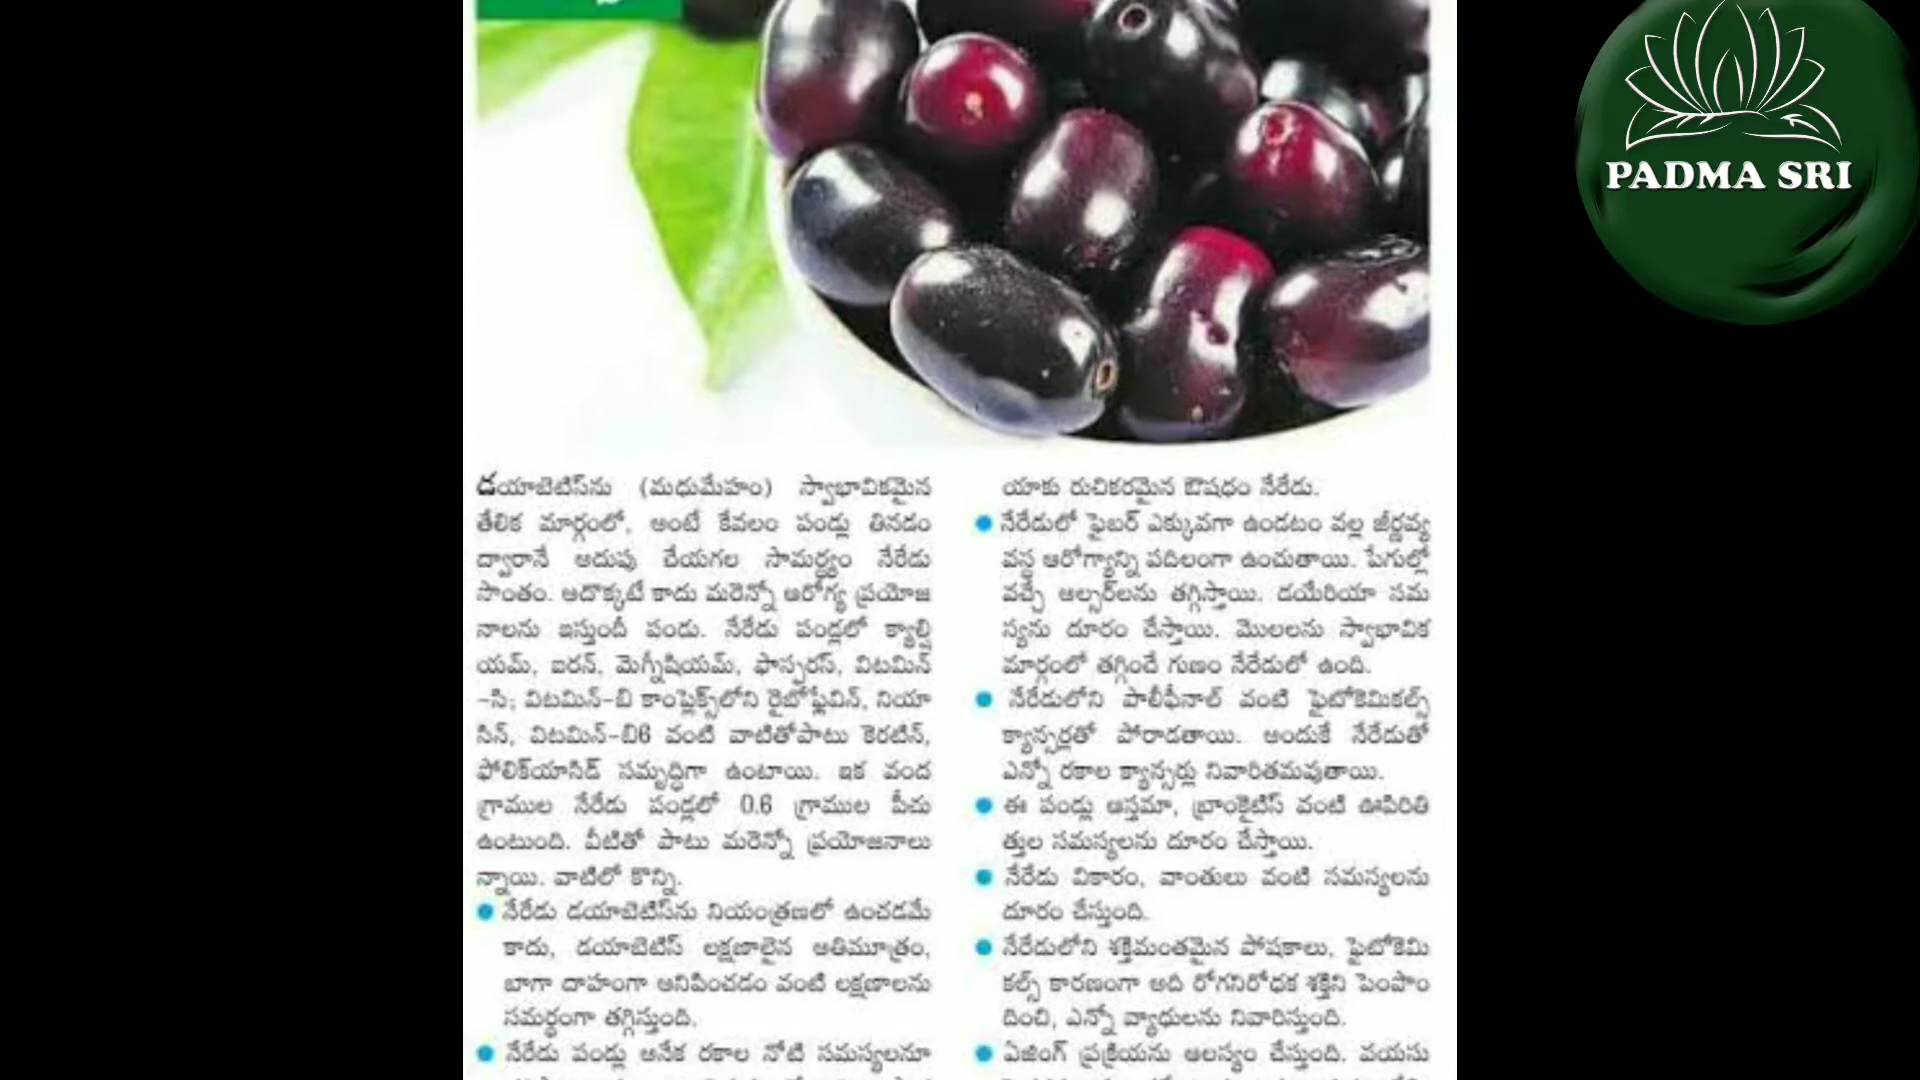 PADMA SRI
డయాబెటిస్‌ను (మధుమేహం) స్వాభావికమైన
తేలిక మార్గంలో, అంటే కేవలం పండ్లు తినడం
ద్వారానే అదుపు చేయగల సామర్థ్యం నేరేడు
సొంతం. అదొక్కటే కాదు మరెన్నో ఆరోగ్య ప్రయోజ
నాలను ఇస్తుందీ పండు. నేరేడు పండ్లలో క్యాల్షి
యమ్, ఐరన్, మెగ్నీషియమ్, ఫాస్ఫరస్, విటమిన్
-సి; విటమిన్-బి కాంప్లెక్స్‌లోని రైబోఫ్లేవిన్, నియా
సిన్, విటమిన్-బి6 వంటి వాటితోపాటు కెరటిన్,
ఫోలిక్‌యాసిడ్ సమృద్ధిగా ఉంటాయి. ఇక వంద
గ్రాముల నేరేడు పండ్లలో 0.6 గ్రాముల పీచు
ఉంటుంది. వీటితో పాటు మరెన్నో ప్రయోజనాలు
న్నాయి. వాటిలో కొన్ని.
● నేరేడు డయాబెటిస్‌ను నియంత్రణలో ఉంచడమే
కాదు, డయాబెటిస్ లక్షణాలైన అతిమూత్రం,
బాగా దాహంగా అనిపించడం వంటి లక్షణాలను
సమర్థంగా తగ్గిస్తుంది.
● నేరేడు పండ్లు అనేక రకాల నోటి సమస్యలనూ
యాకు రుచికరమైన ఔషధం నేరేడు.
● నేరేడులో ఫైబర్ ఎక్కువగా ఉండటం వల్ల జీర్ణవ్య
వస్థ ఆరోగ్యాన్ని పదిలంగా ఉంచుతాయి. పేగుల్లో
వచ్చే అల్సర్‌లను తగ్గిస్తాయి. డయేరియా సమ
స్యను దూరం చేస్తాయి. మొలలను స్వాభావిక
మార్గంలో తగ్గించే గుణం నేరేడులో ఉంది.
● నేరేడులోని పాలీఫీనాల్ వంటి ఫైటోకెమికల్స్
క్యాన్సర్లతో పోరాడతాయి. అందుకే నేరేడుతో
ఎన్నో రకాల క్యాన్సర్లు నివారితమవుతాయి.
● ఈ పండ్లు ఆస్తమా, బ్రాంకైటిస్ వంటి ఊపిరితి
త్తుల సమస్యలను దూరం చేస్తాయి.
● నేరేడు వికారం, వాంతులు వంటి సమస్యలను
దూరం చేస్తుంది.
● నేరేడులోని శక్తిమంతమైన పోషకాలు, ఫైటోకెమి
కల్స్ కారణంగా అది రోగనిరోధక శక్తిని పెంపొం
దించి, ఎన్నో వ్యాధులను నివారిస్తుంది.
● ఏజింగ్ ప్రక్రియను ఆలస్యం చేస్తుంది. వయసు